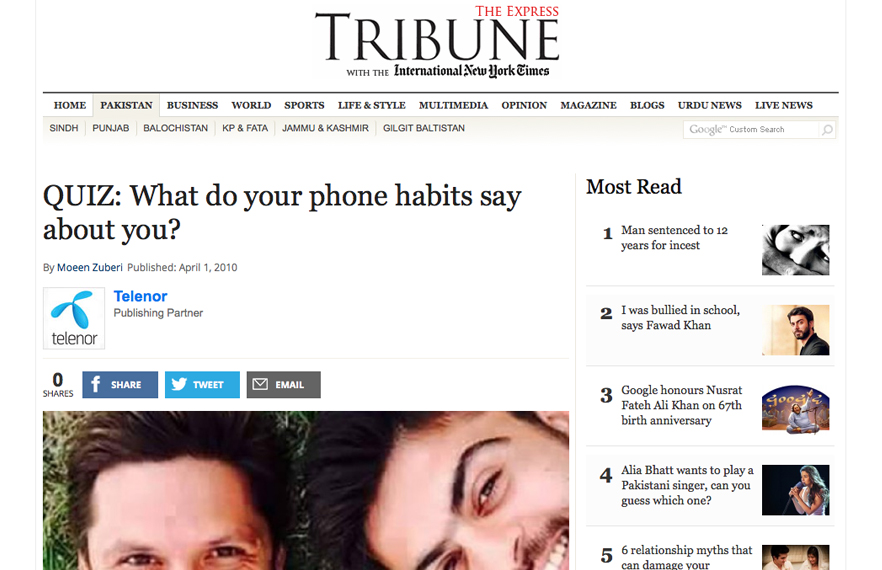 THE EXPRESS
TRIBUNE
WITH THE International New York Times
HOME PAKISTAN BUSINESS WORLD SPORTS LIFE & STYLE MULTIMEDIA OPINION MAGAZINE BLOGS URDU NEWS LIVE NEWS
SINDH PUNJAB BALOCHISTAN KP & FATA JAMMU & KASHMIR GILGIT BALTISTAN
Google™ Custom Search
QUIZ: What do your phone habits say
about you?
By Moeen Zuberi Published: April 1, 2010
telenor
Telenor
Publishing Partner
0
SHARES
f SHARE
TWEET
EMAIL
Most Read
1 Man sentenced to 12
years for incest
2 I was bullied in school,
says Fawad Khan
3 Google honours Nusrat
Fateh Ali Khan on 67th
birth anniversary
Google
4 Alia Bhatt wants to play a
Pakistani singer, can you
guess which one?
5 6 relationship myths that
can damage your